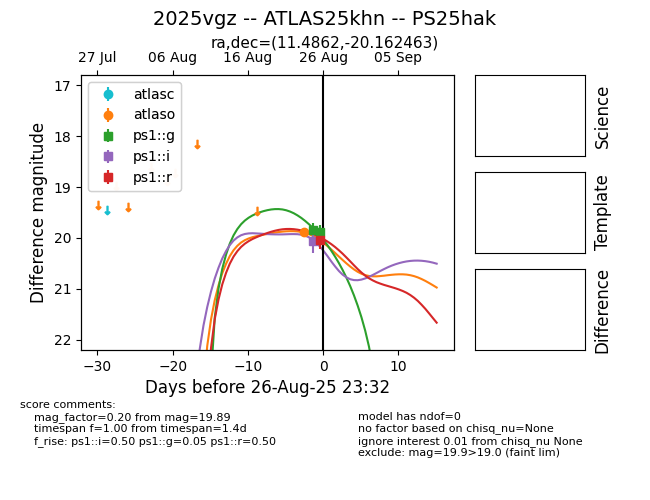 2025vgz -- ATLAS25khn -- PS25hak
ra,dec=(11.4862,-20.162463)
27 Jul 06 Aug 16 Aug 26 Aug 05 Sep
17
18
19
20
21
22
Difference magnitude
atlasc
atlaso
ps1::g
ps1::i
ps1::r
−30 −20 −10 0 10
Days before 26-Aug-25 23:32
Science
Template
Difference
score comments:
mag_factor=0.20 from mag=19.89
timespan f=1.00 from timespan=1.4d
f_rise: ps1::i=0.50 ps1::g=0.05 ps1::r=0.50
model has ndof=0
no factor based on chisq_nu=None
ignore interest 0.01 from chisq_nu None
exclude: mag=19.9>19.0 (faint lim)